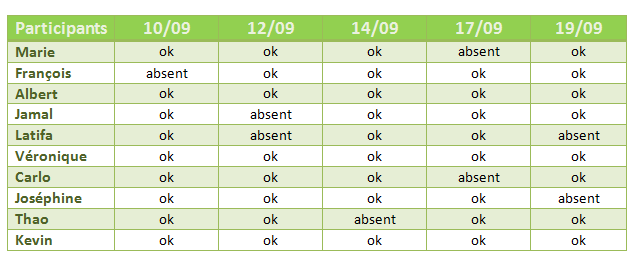 Participants 10/09 12/09 14/09 17/09 19/09
Marie ok ok ok absent ok
François absent ok ok ok ok
Albert ok ok ok ok ok
Jamal ok absent ok ok ok
Latifa ok absent ok ok absent
Véronique ok ok ok ok ok
Carlo ok ok ok absent ok
Joséphine ok ok ok ok absent
Thao ok ok absent ok ok
Kevin ok ok ok ok ok